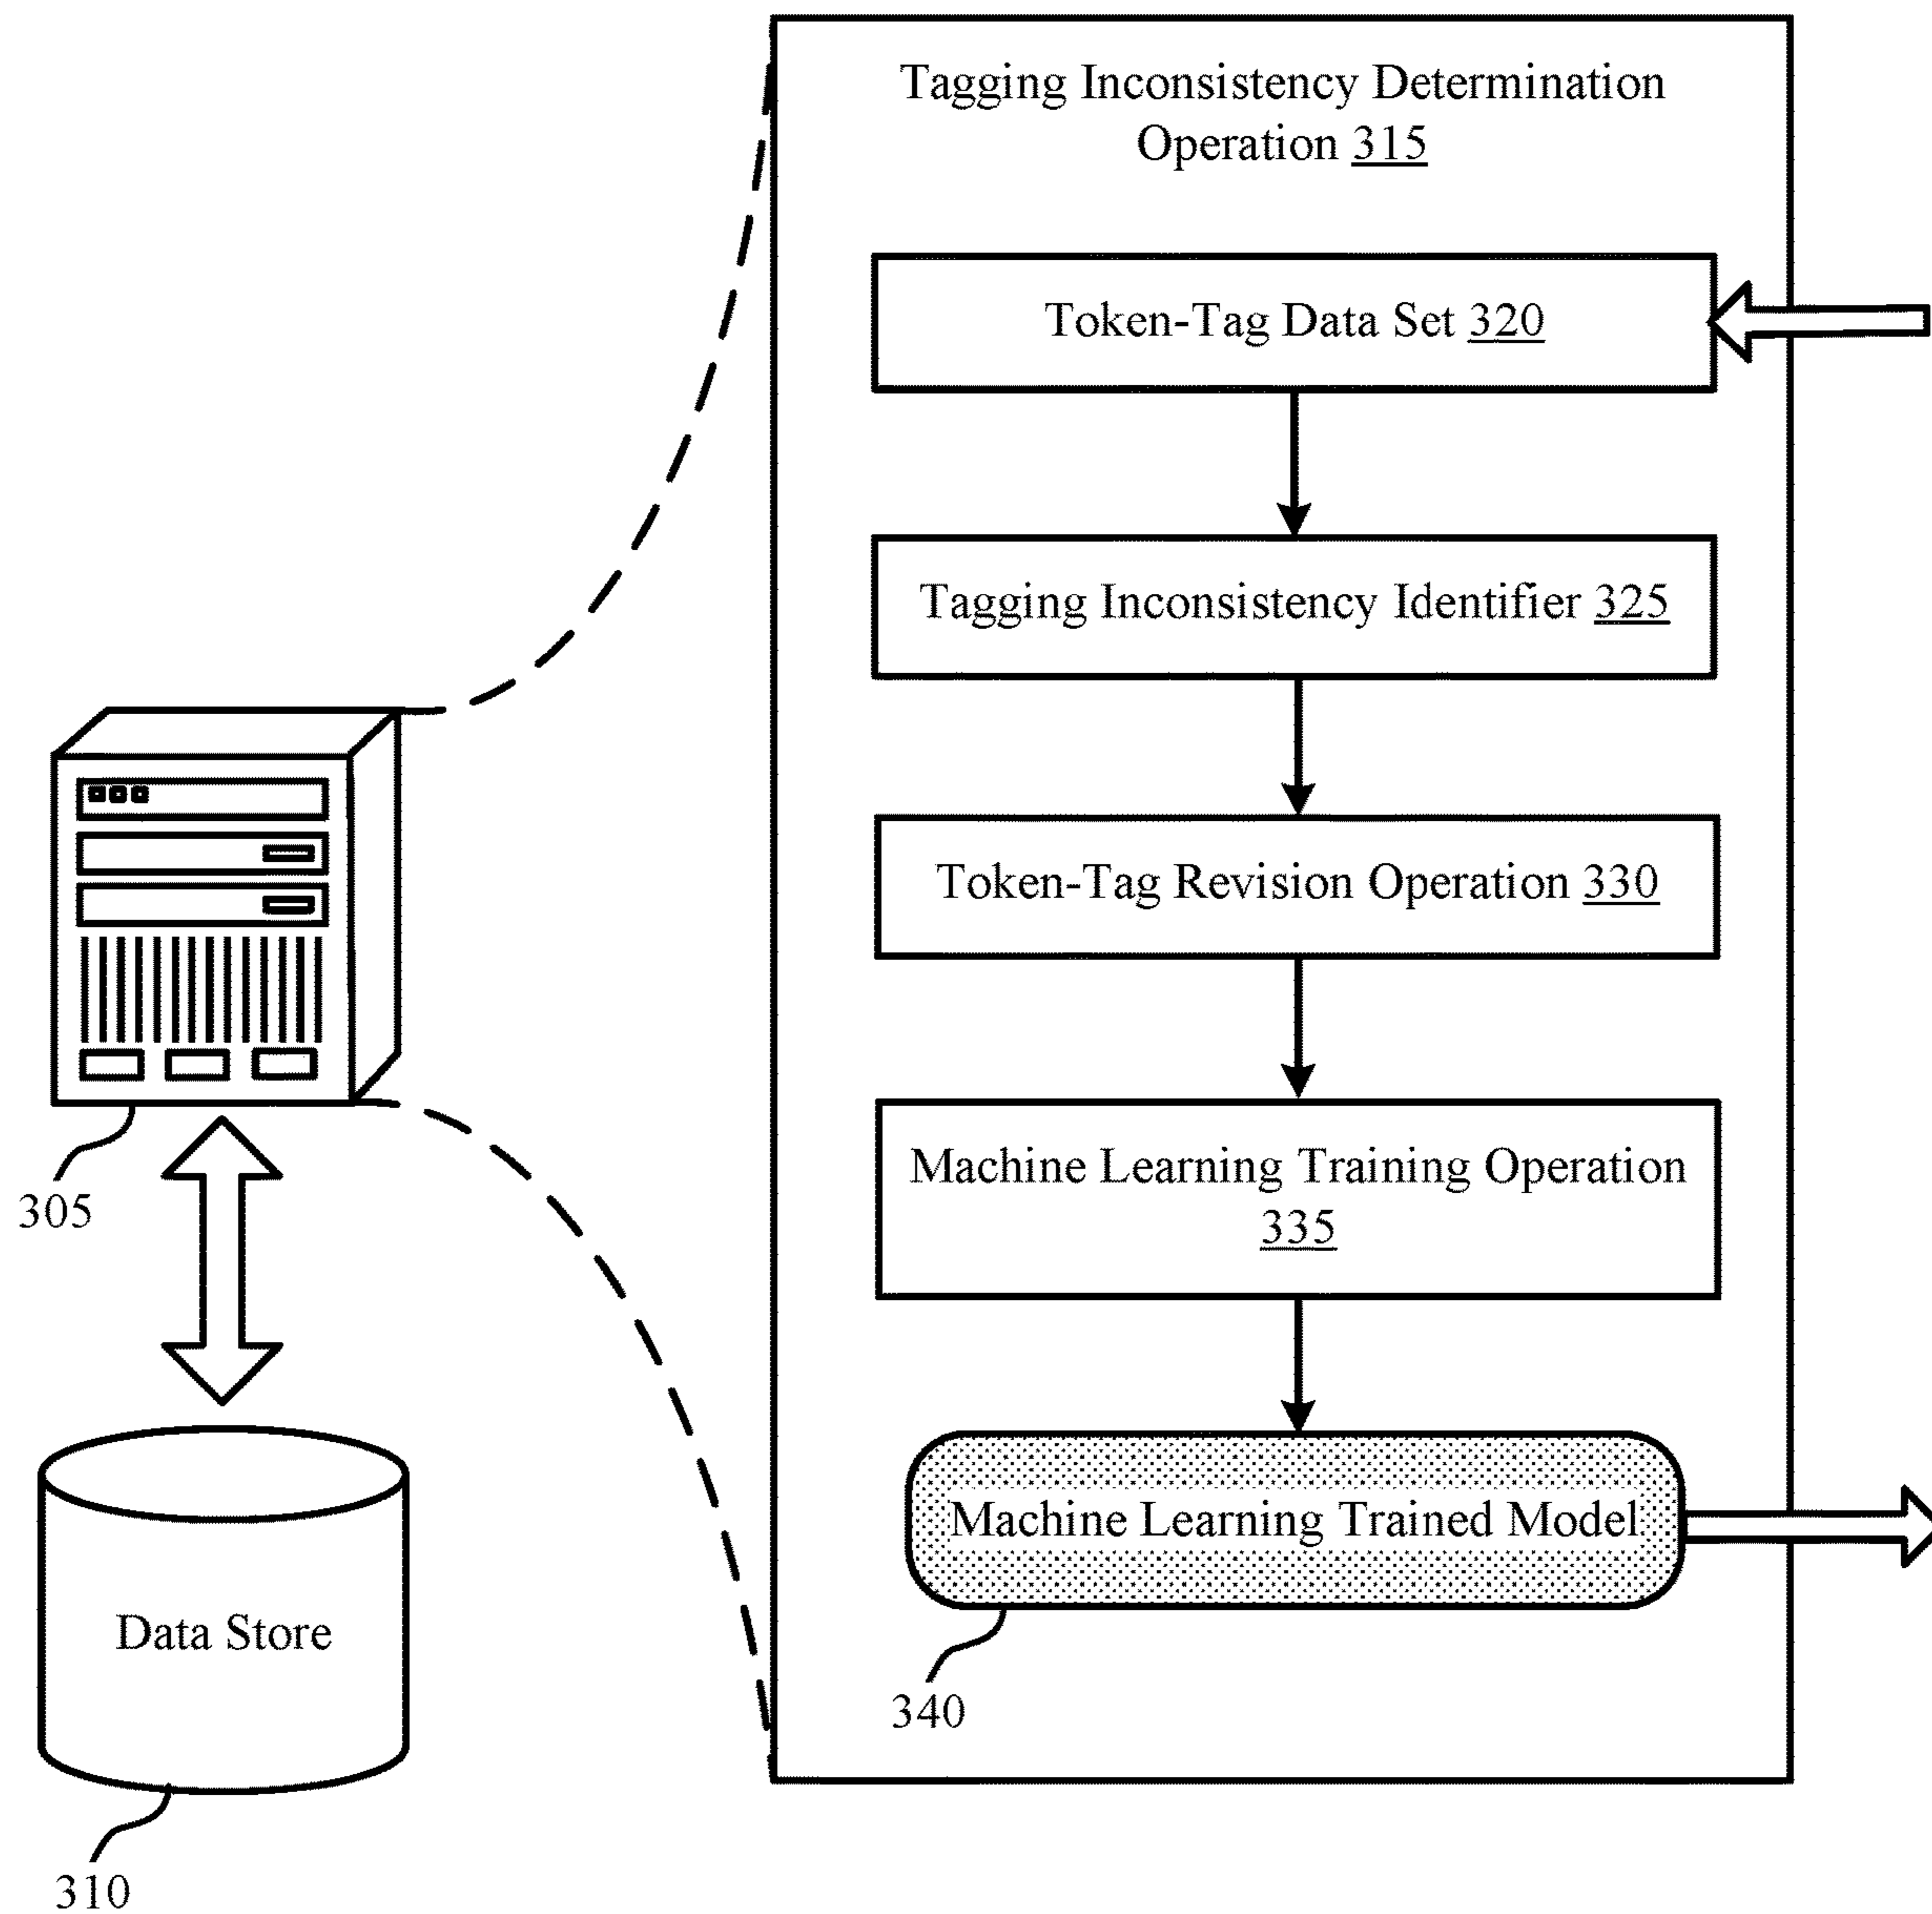 Tagging Inconsistency Determination
Operation 315
Token-Tag Data Set 320
Tagging Inconsistency Identifier 325
Token-Tag Revision Operation 330
Machine Learning Training Operation
335
Machine Learning Trained Model
340
305
Data Store
310